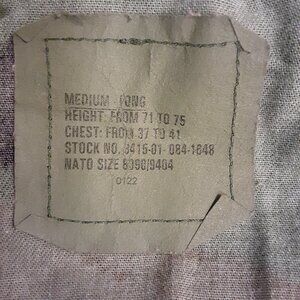 MEDIUM - LONG
HEIGHT: FROM 71 TO 75
CHEST: FROM 37 TO 41
STOCK NO. 8415-01-084-1648
NATO SIZE 8090/9404
0122